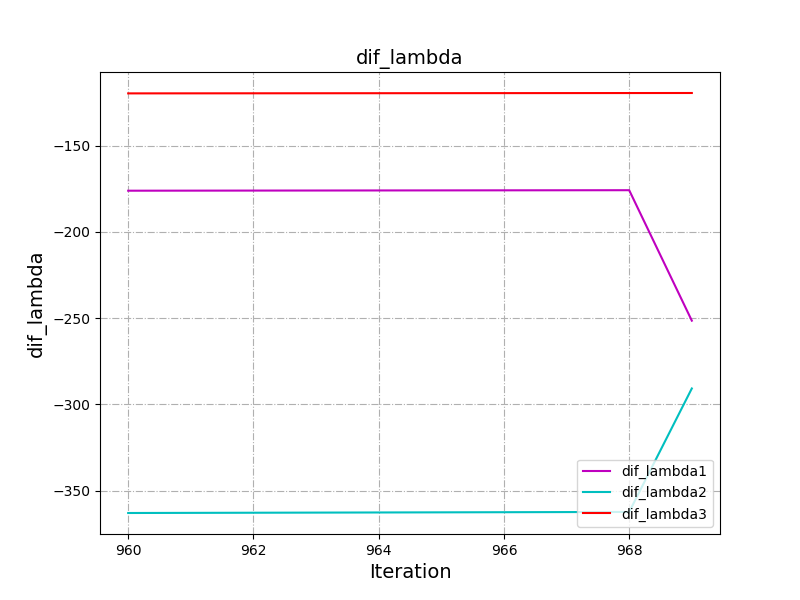 dif_lambda
dif_lambda
−150
−200
−250
−300
−350
960
962
964
966
968
Iteration
dif_lambda1
dif_lambda2
dif_lambda3